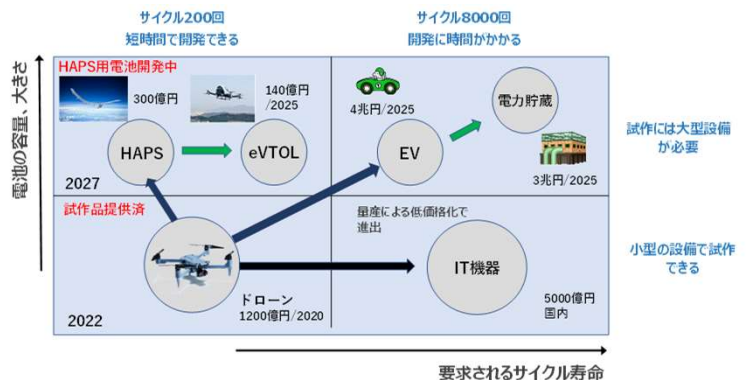 サイクル200回
短時間で開発できる
サイクル8000回
開発に時間がかかる
電池の容量、大きさ
HAPS用電池開発中
300億円
140億円
/2025
HAPS
eVTOL
2027
4兆円/2025
電力貯蔵
EV
3兆円/2025
試作には大型設備
が必要
試作品提供済
ドローン
1200億円/2020
2022
量産による低価格化で
進出
IT機器
5000億円
国内
小型の設備で試作
できる
要求されるサイクル寿命